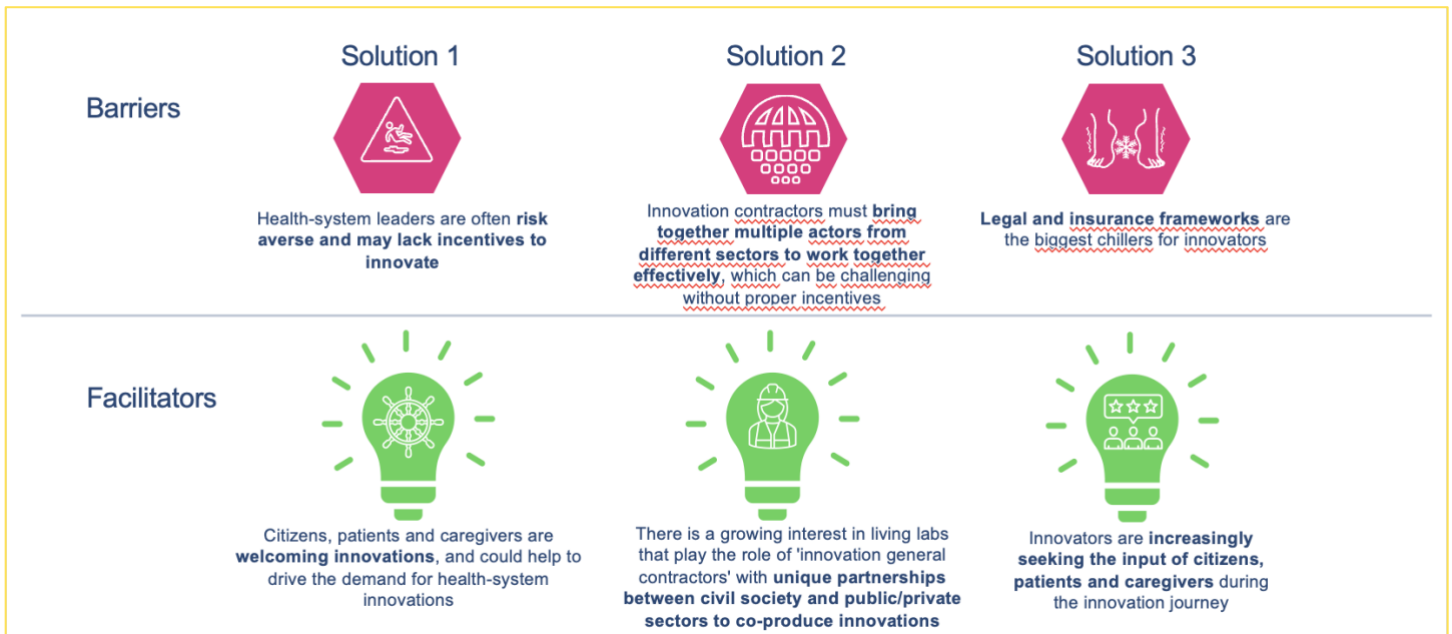 Solution 1
Solution 2
Solution 3
Barriers
Health-system leaders are often risk
averse and may lack incentives to
innovate
Innovation contractors must bring
together multiple actors from
different sectors to work together
effectively, which can be challenging
without proper incentives
Legal and insurance frameworks are
the biggest chillers for innovators
Facilitators
Citizens, patients and caregivers are
welcoming innovations, and could help to
drive the demand for health-system
innovations
There is a growing interest in living labs
that play the role of 'innovation general
contractors' with unique partnerships
between civil society and public/private
sectors to co-produce innovations
Innovators are increasingly
seeking the input of citizens,
patients and caregivers during
the innovation journey